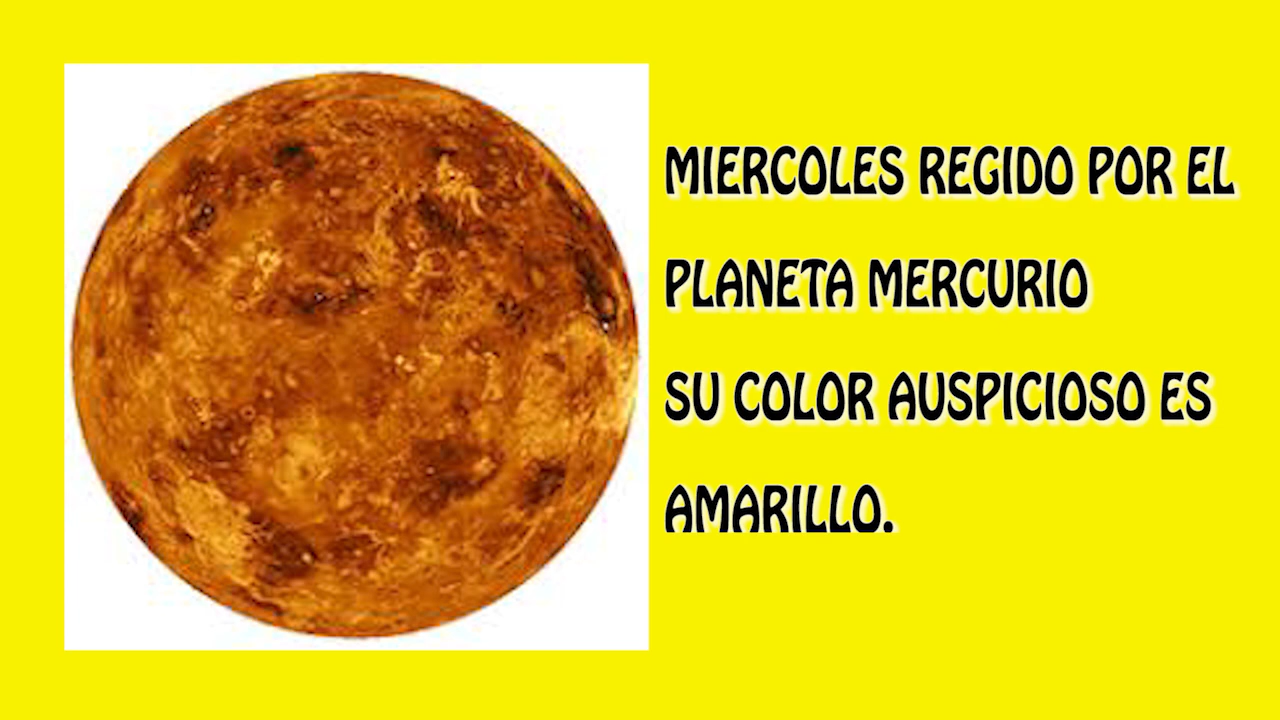 MIERCOLES REGIDO POR EL
PLANETA MERCURIO
SU COLOR AUSPICIOSO ES
AMARILLO.